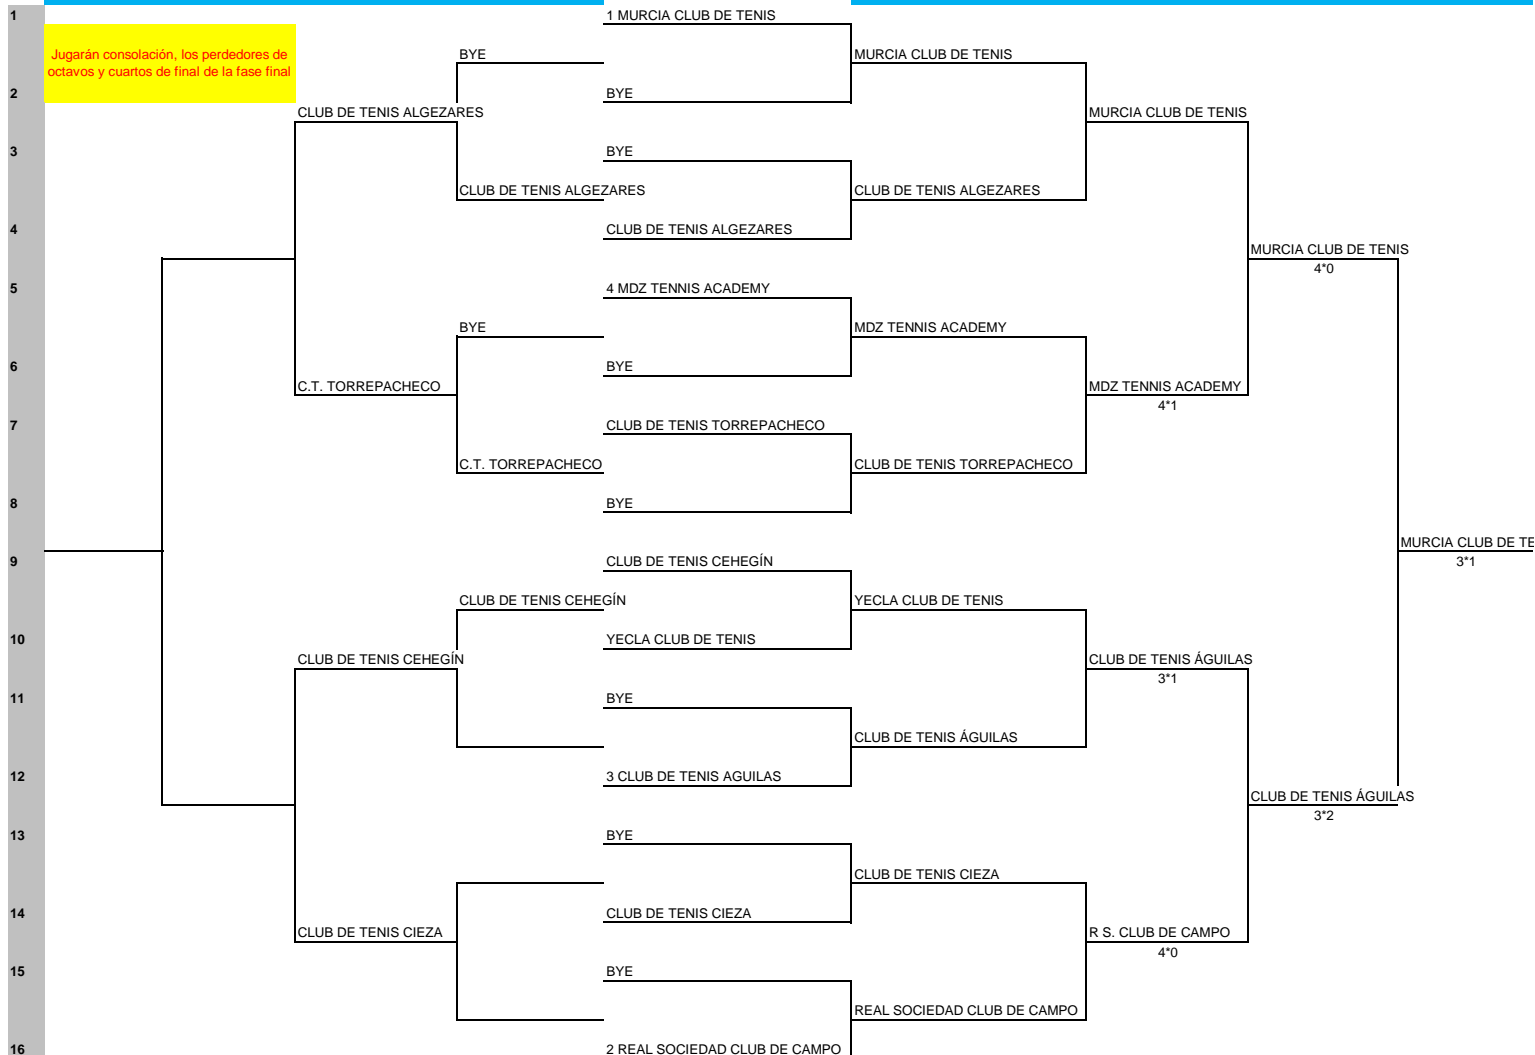 1
1 MURCIA CLUB DE TENIS
Jugarán consolación, los perdedores de
octavos y cuartos de final de la fase final
BYE
MURCIA CLUB DE TENIS
2
BYE
CLUB DE TENIS ALGEZARES
MURCIA CLUB DE TENIS
3
BYE
CLUB DE TENIS ALGEZARES
CLUB DE TENIS ALGEZARES
4
CLUB DE TENIS ALGEZARES
MURCIA CLUB DE TENIS
4*0
5
4 MDZ TENNIS ACADEMY
BYE
MDZ TENNIS ACADEMY
6
BYE
C.T. TORREPACHECO
MDZ TENNIS ACADEMY
4*1
7
CLUB DE TENIS TORREPACHECO
C.T. TORREPACHECO
CLUB DE TENIS TORREPACHECO
8
BYE
MURCIA CLUB DE TE
9
CLUB DE TENIS CEHEGÍN
3*1
CLUB DE TENIS CEHEGÍN
YECLA CLUB DE TENIS
10
YECLA CLUB DE TENIS
CLUB DE TENIS CEHEGÍN
CLUB DE TENIS ÁGUILAS
3*1
11
BYE
CLUB DE TENIS ÁGUILAS
12
3 CLUB DE TENIS AGUILAS
CLUB DE TENIS ÁGUILAS
3*2
13
BYE
CLUB DE TENIS CIEZA
14
CLUB DE TENIS CIEZA
CLUB DE TENIS CIEZA
R S. CLUB DE CAMPO
4*0
15
BYE
REAL SOCIEDAD CLUB DE CAMPO
16
2 REAL SOCIEDAD CLUB DE CAMPO